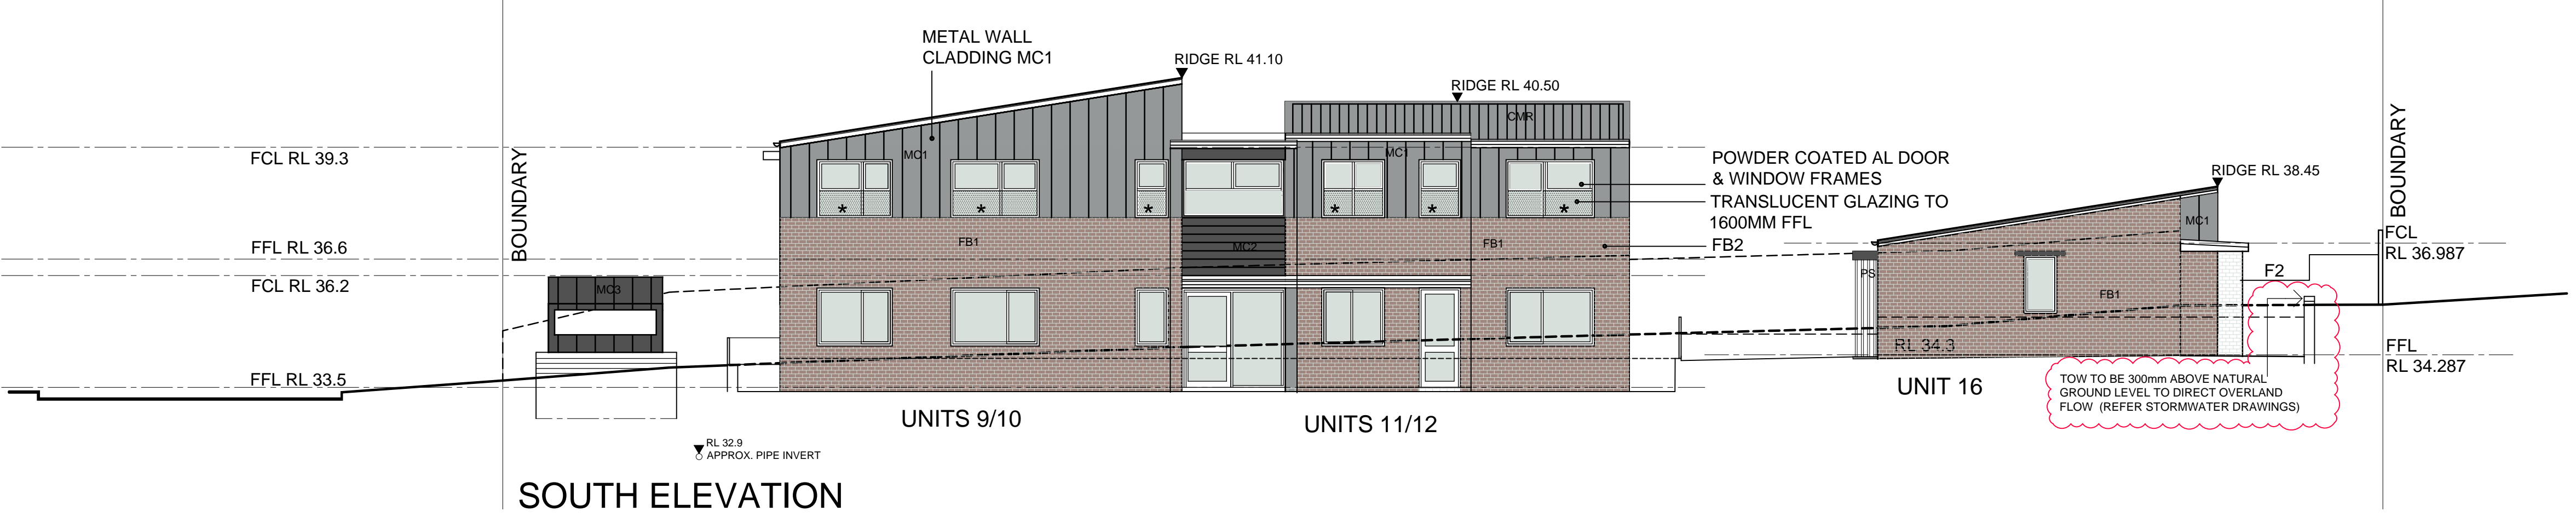 METAL WALL
CLADDING MC1
RIDGE RL 41.10
RIDGE RL 40.50
CMR
FCL RL 39.3
BOUNDARY
MC1
MC1
POWDER COATED AL DOOR
& WINDOW FRAMES
TRANSLUCENT GLAZING TO
1600MM FFL
FB2
RIDGE RL 38.45
BOUNDARY
* * * * * *
MC1
FFL RL 36.6
FB1
MC2
FB1
FCL
RL 36.987
FCL RL 36.2
MC3
PS
F2
FB1
RL 34.3
FFL
RL 34.287
FFL RL 33.5
UNITS 9/10
UNITS 11/12
UNIT 16
TOW TO BE 300mm ABOVE NATURAL
GROUND LEVEL TO DIRECT OVERLAND
FLOW (REFER STORMWATER DRAWINGS)
RL 32.9
APPROX. PIPE INVERT
SOUTH ELEVATION